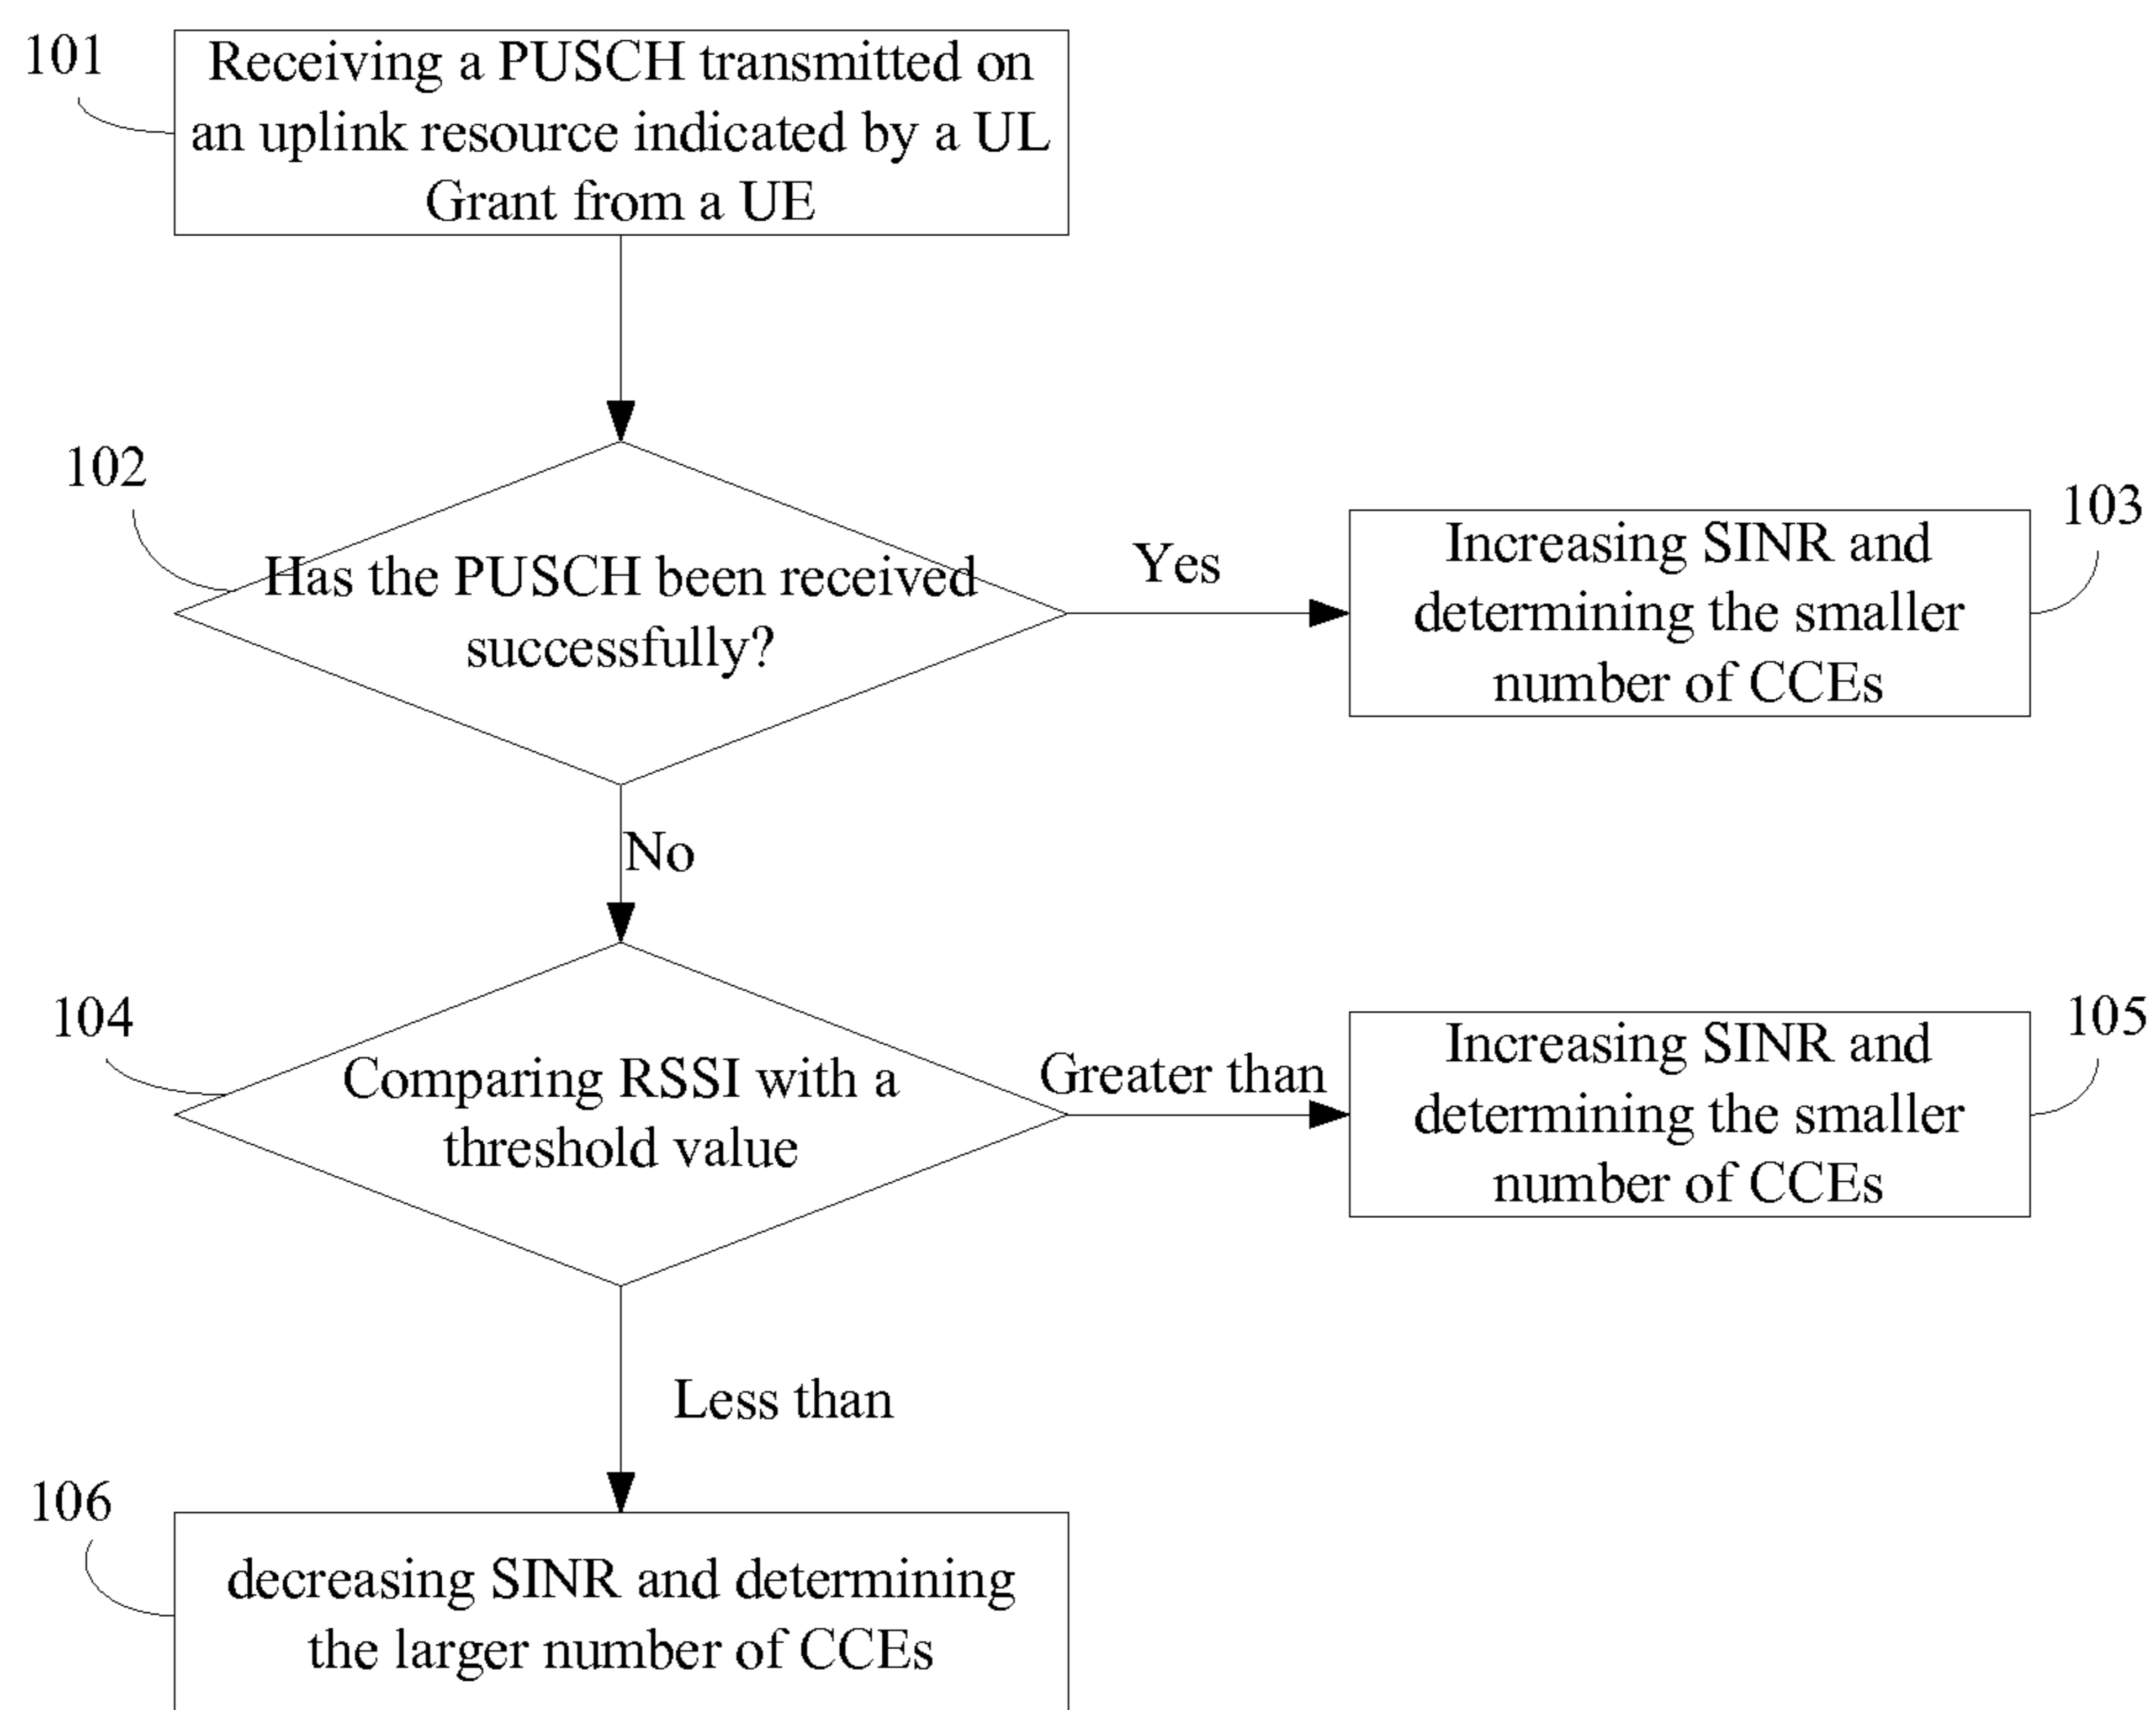 101
Receiving a PUSCH transmitted on
an uplink resource indicated by a UL
Grant from a UE
102
Has the PUSCH been received
successfully?
Yes
103
Increasing SINR and
determining the smaller
number of CCEs
No
104
Comparing RSSI with a
threshold value
Greater than
105
Increasing SINR and
determining the smaller
number of CCEs
Less than
106
decreasing SINR and determining
the larger number of CCEs